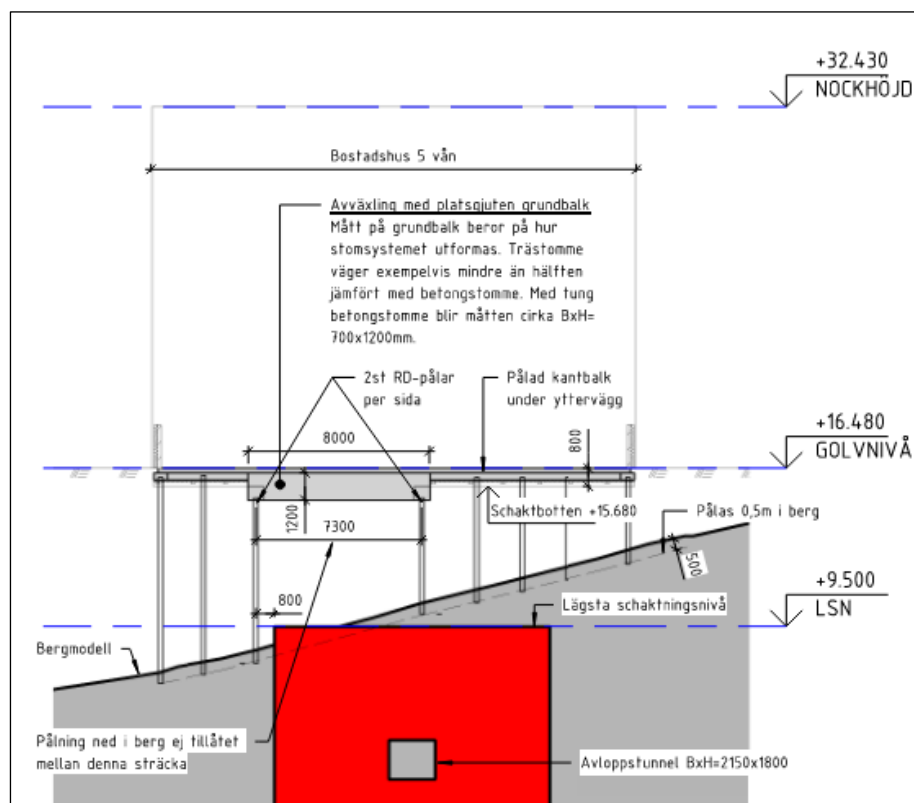 +32.430
NOCKHÖJD
Bostadshus 5 vån
Avväxling med platsgjuten grundbalk
Mått på grundbalk beror på hur
stomsystemet utformas. Trästomme
väger exempelvis mindre än hälften
jämfört med betongstomme. Med tung
betongstomme blir måtten cirka BxH=
700x1200mm.
2st RD-pålar
per sida
Pålad kantbalk
under yttervägg
+16.480
GOLVNIVÅ
8000
800
1200
7300
Schaktbotten +15.680
Pålas 0,5m i berg
500
+9.500
LSN
800
Lägsta schaktningsnivå
Bergmodell
Pålning ned i berg ej tillåtet
mellan denna sträcka
Avloppstunnel BxH=2150x1800